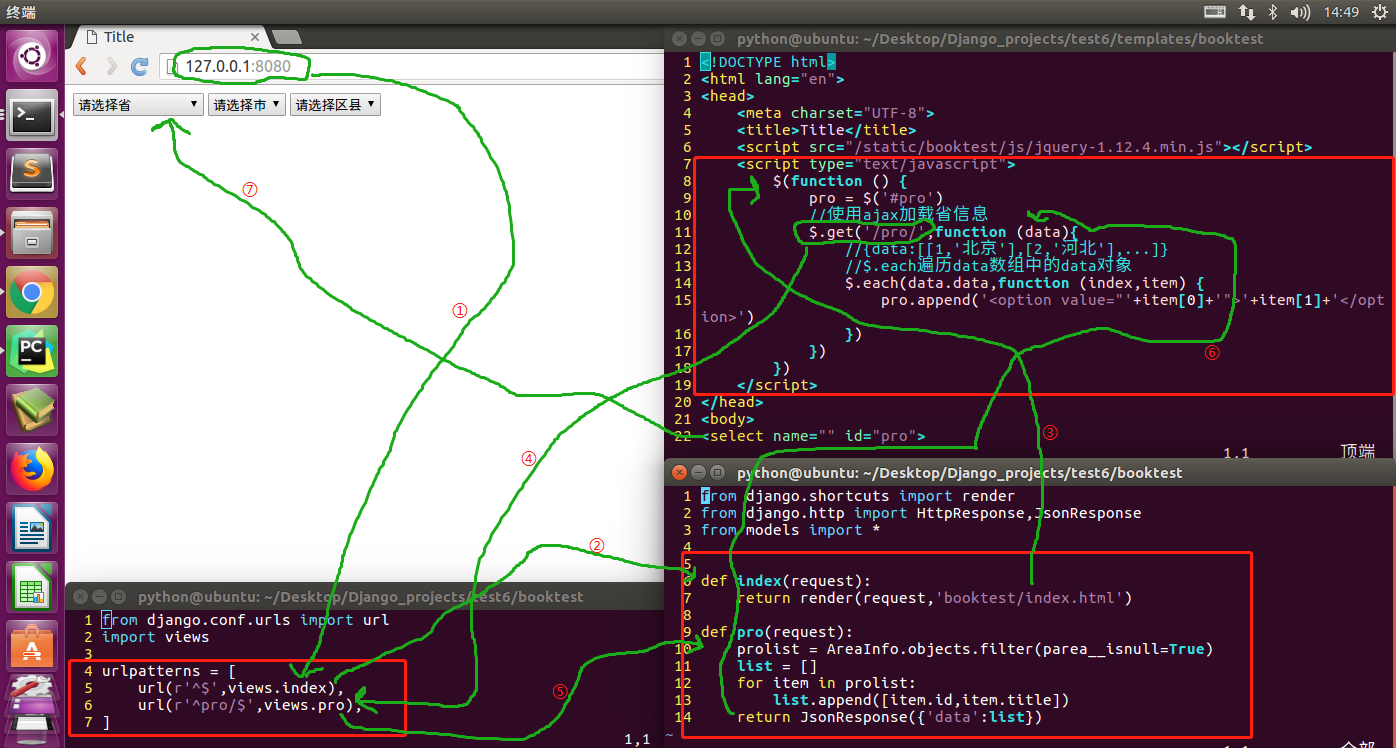 终端
14:49
Title
127.0.0.1:8080
请选择省 请选择市 请选择区县
①
②
③
④
⑤
⑥
⑦
python@ubuntu: ~/Desktop/Django_projects/test6/templates/booktest
1 <!DOCTYPE html>
2 <html lang="en">
3 <head>
4 <meta charset="UTF-8">
5 <title>Title</title>
6 <script src="/static/booktest/js/jquery-1.12.4.min.js"></script>
7 <script type="text/javascript">
8 $(function () {
9 pro = $('#pro')
10 //使用ajax加载省信息
11 $.get('/pro/',function (data){
12 //{data:[[1,'北京'],[2,'河北'],...]}
13 //$.each遍历data数组中的data对象
14 $.each(data.data,function (index,item) {
15 pro.append('<option value="'+item[0]+'">'+item[1]+'</opt
ion>')
16 })
17 })
18 })
19 </script>
20 </head>
21 <body>
22 <select name="" id="pro">
1,1 顶端
python@ubuntu: ~/Desktop/Django_projects/test6/booktest
1 from django.shortcuts import render
2 from django.http import HttpResponse,JsonResponse
3 from models import *
4
5
6 def index(request):
7 return render(request,'booktest/index.html')
8
9 def pro(request):
10 prolist = AreaInfo.objects.filter(parea__isnull=True)
11 list = []
12 for item in prolist:
13 list.append([item.id,item.title])
14 return JsonResponse({'data':list})
~
1,1 全部
python@ubuntu: ~/Desktop/Django_projects/test6/booktest
1 from django.conf.urls import url
2 import views
3
4 urlpatterns = [
5 url(r'^$',views.index),
6 url(r'^pro/$',views.pro),
7 ]
1,1